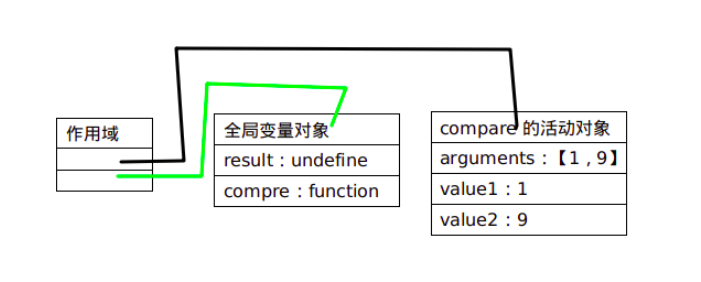 作用域
全局变量对象
result：undefine
compre：function
compare 的活动对象
arguments：【1，9】
value1：1
value2：9